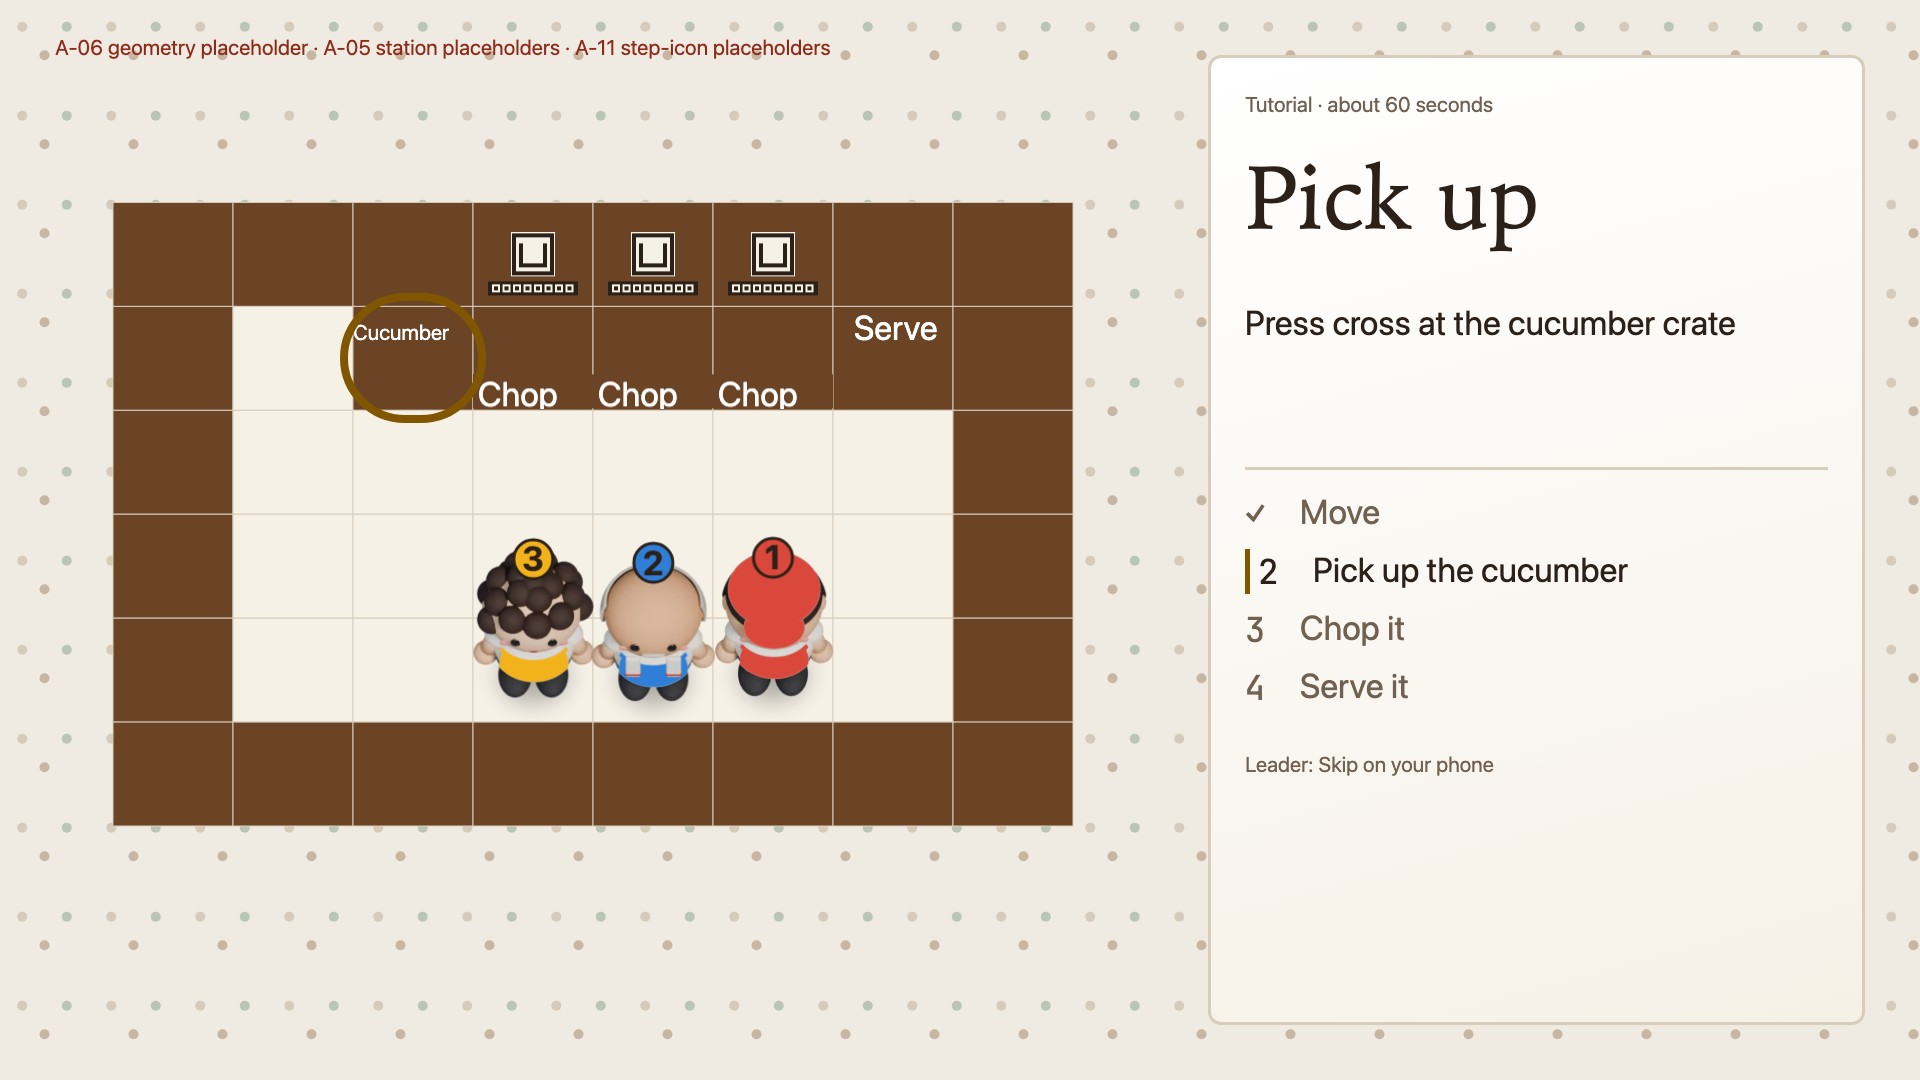 A-06 geometry placeholder · A-05 station placeholders · A-11 step-icon placeholders
Cucumber
Serve
Chop
Chop
Chop
3
2
1
Tutorial · about 60 seconds
Pick up
Press cross at the cucumber crate
✓ Move
2 Pick up the cucumber
3 Chop it
4 Serve it
Leader: Skip on your phone